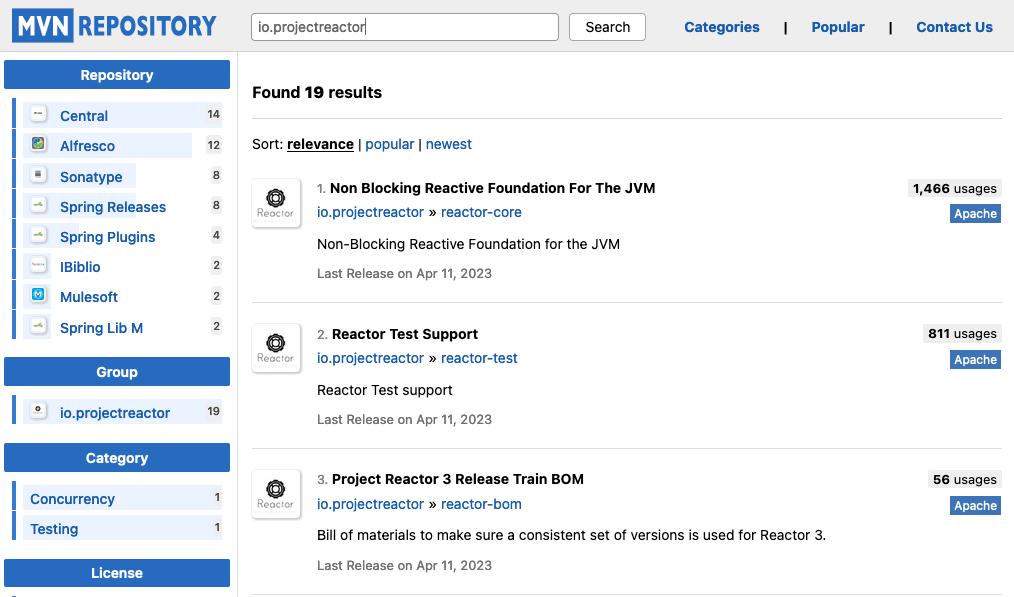 MVN REPOSITORY
io.projectreactor
Search
Categories | Popular | Contact Us
Repository
Central 14
Alfresco 12
Sonatype 8
Spring Releases 8
Spring Plugins 4
IBiblio 2
Mulesoft 2
Spring Lib M 2
Group
io.projectreactor 19
Category
Concurrency 1
Testing 1
License
Found 19 results
Sort: relevance | popular | newest
Reactor
1. Non Blocking Reactive Foundation For The JVM
1,466 usages
io.projectreactor » reactor-core
Apache
Non-Blocking Reactive Foundation for the JVM
Last Release on Apr 11, 2023
Reactor
2. Reactor Test Support
811 usages
io.projectreactor » reactor-test
Apache
Reactor Test support
Last Release on Apr 11, 2023
Reactor
3. Project Reactor 3 Release Train BOM
56 usages
io.projectreactor » reactor-bom
Apache
Bill of materials to make sure a consistent set of versions is used for Reactor 3.
Last Release on Apr 11, 2023